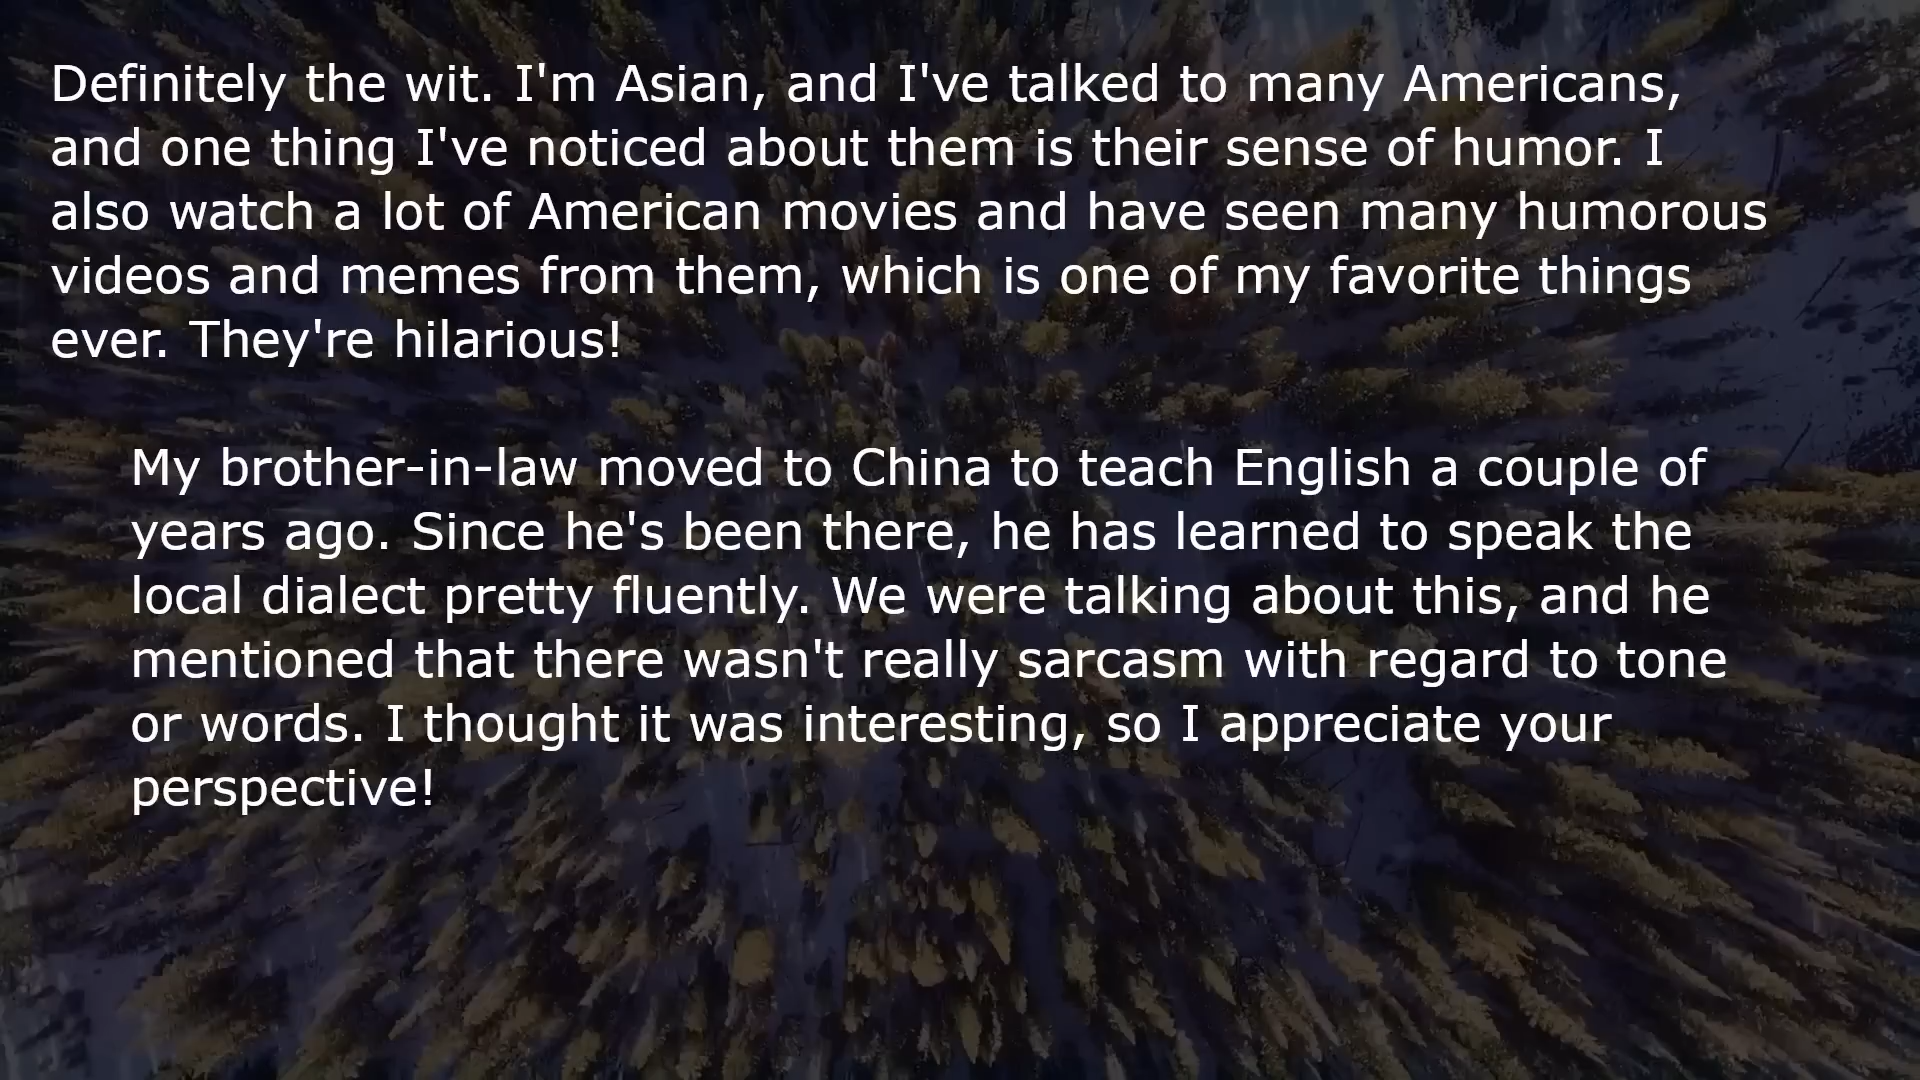 Definitely the wit. I'm Asian, and I've talked to many Americans,
and one thing I've noticed about them is their sense of humor. I
also watch a lot of American movies and have seen many humorous
videos and memes from them, which is one of my favorite things
ever. They're hilarious!
My brother-in-law moved to China to teach English a couple of
years ago. Since he's been there, he has learned to speak the
local dialect pretty fluently. We were talking about this, and he
mentioned that there wasn't really sarcasm with regard to tone
or words. I thought it was interesting, so I appreciate your
perspective!